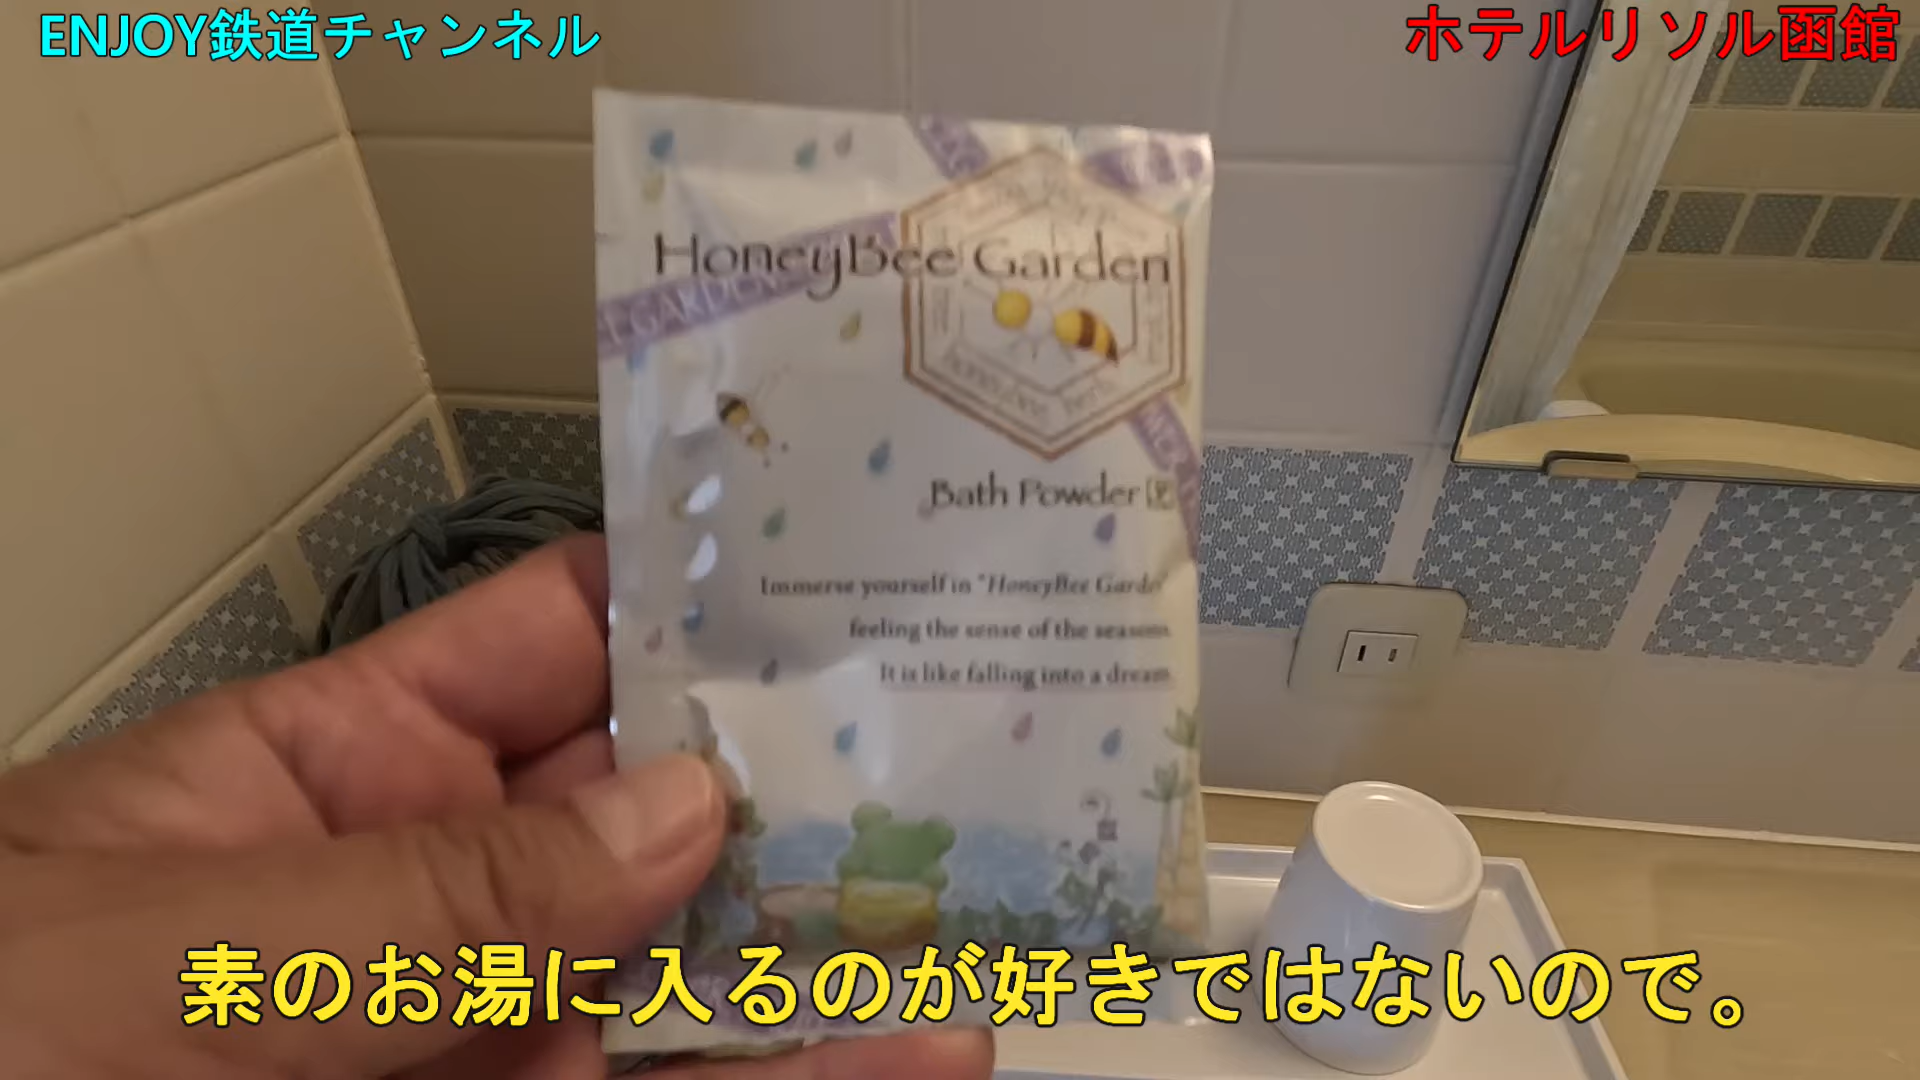 ENJOY鉄道チャンネル
ホテルリソル函館
HoneyBee Garden
Bath Powder
Immerse yourself in "HoneyBee Garde
feeling the sense of the season.
It is like falling into a dream
素のお湯に入るのが好きではないので。